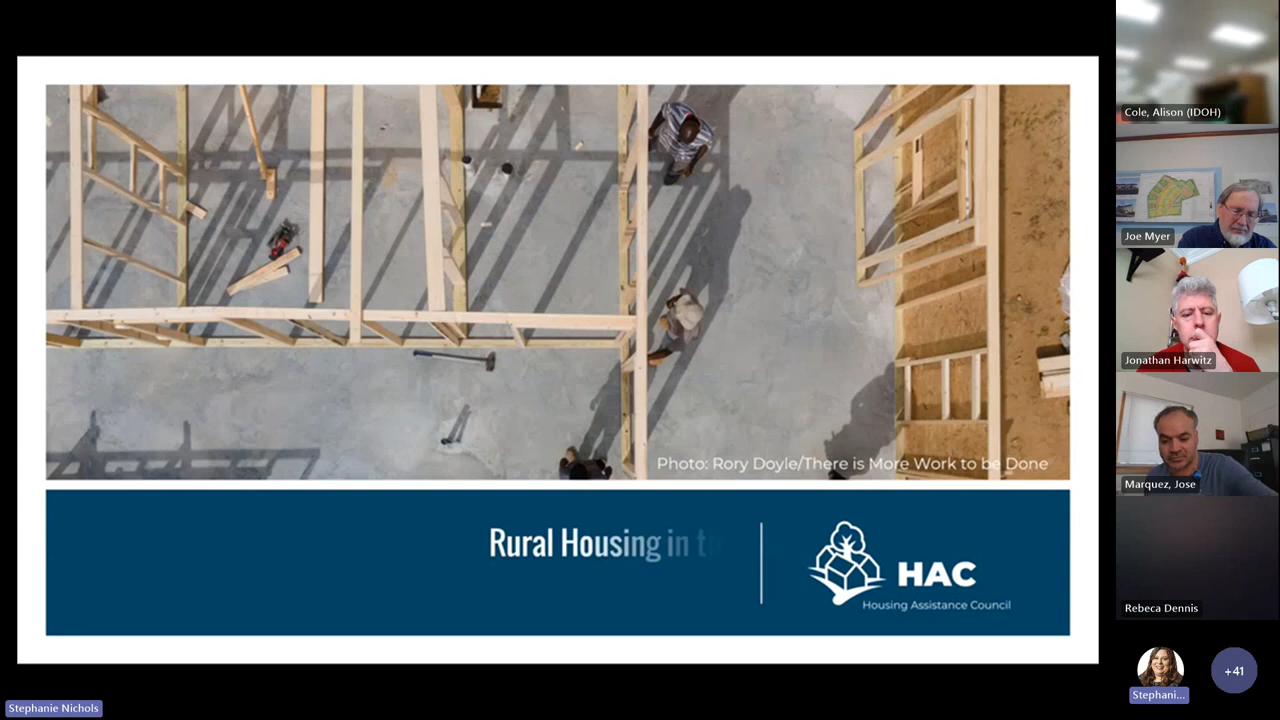 Photo: Rory Doyle/There is More Work to be Done
Rural Housing in t
HAC
Housing Assistance Council
Cole, Alison (IDOH)
Joe Myer
Jonathan Harwitz
Marquez, Jose
Rebeca Dennis
Stephani...
+41
Stephanie Nichols